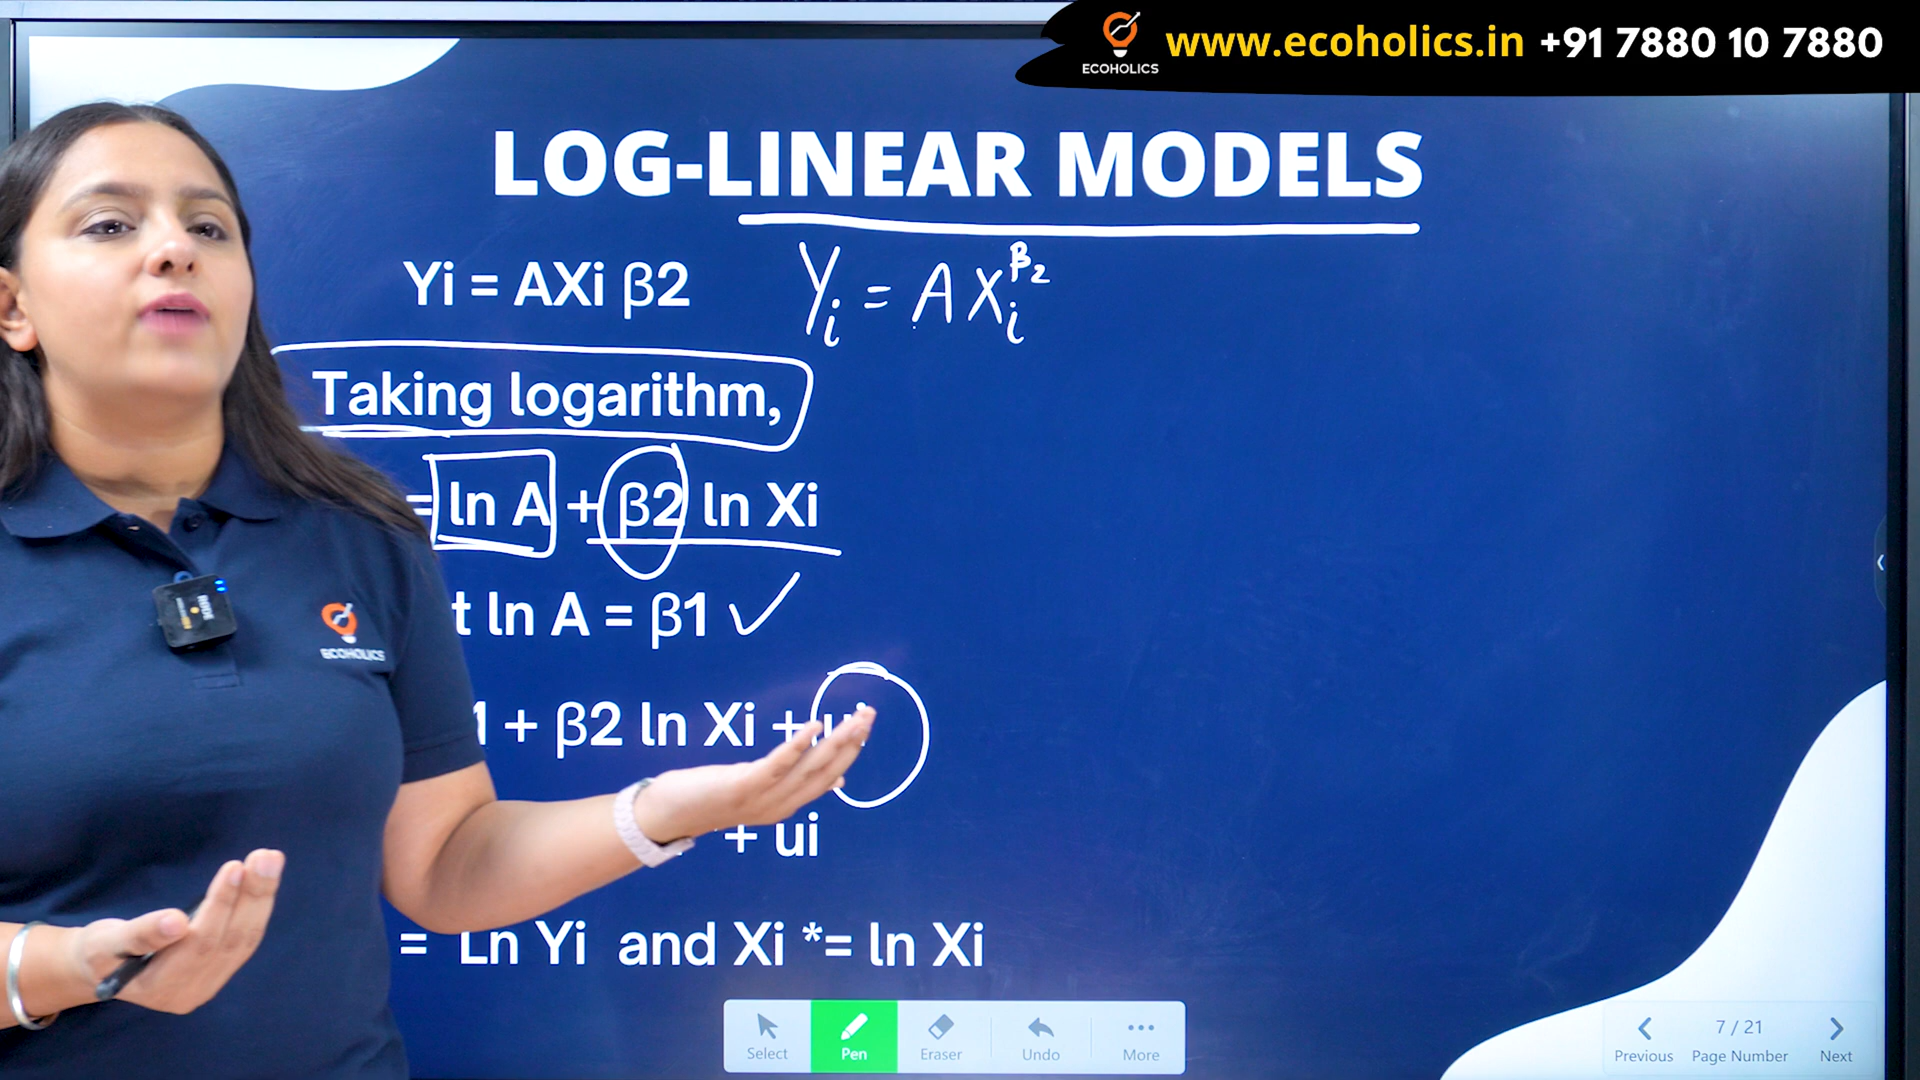 www.ecoholics.in +91 7880 10 7880
ECOHOLICS
LOG-LINEAR MODELS
Yi = AXi β2
Yi = AXi^β2
Taking logarithm,
= ln A + β2 ln Xi
t ln A = β1 ✓
1 + β2 ln Xi + ui
+ ui
= Ln Yi and Xi *= ln Xi
ECOHOLICS
Select Pen Eraser Undo More
7 / 21
Previous Page Number Next